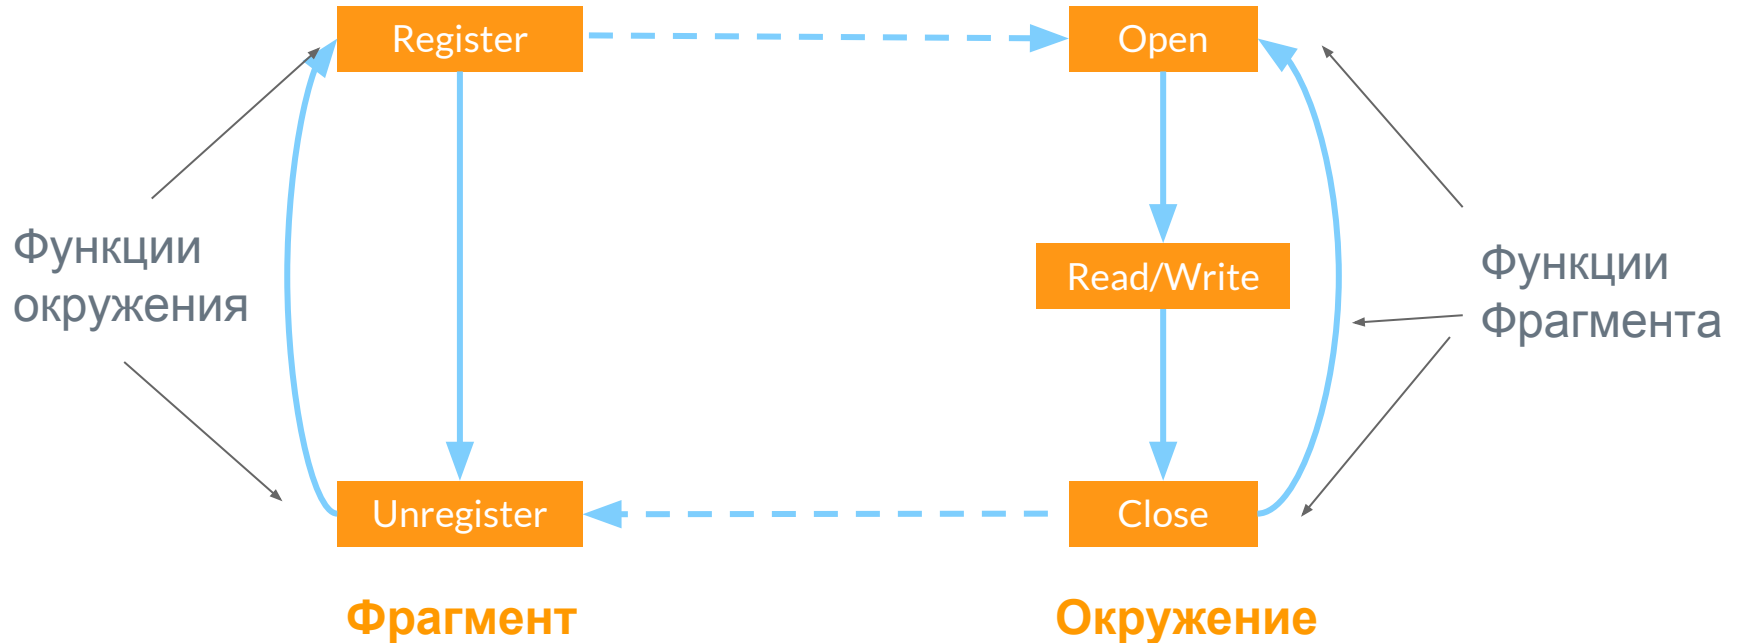 Register
Open
Функции
окружения
Read/Write
Функции
Фрагмента
Unregister
Close
Фрагмент
Окружение